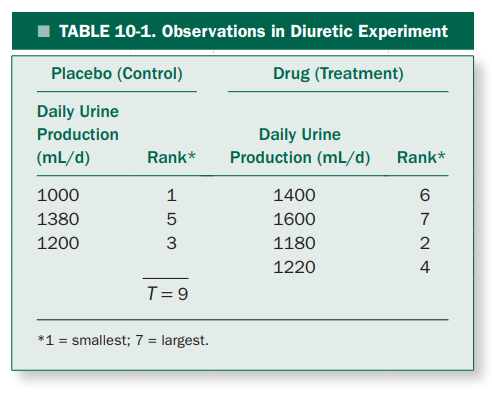 TABLE 10-1. Observations in Diuretic Experiment
Placebo (Control) Drug (Treatment)
Daily Urine
Production
(mL/d) Rank* Daily Urine
Production (mL/d) Rank*
1000 1 1400 6
1380 5 1600 7
1200 3 1180 2
1220 4
T = 9
*1 = smallest; 7 = largest.